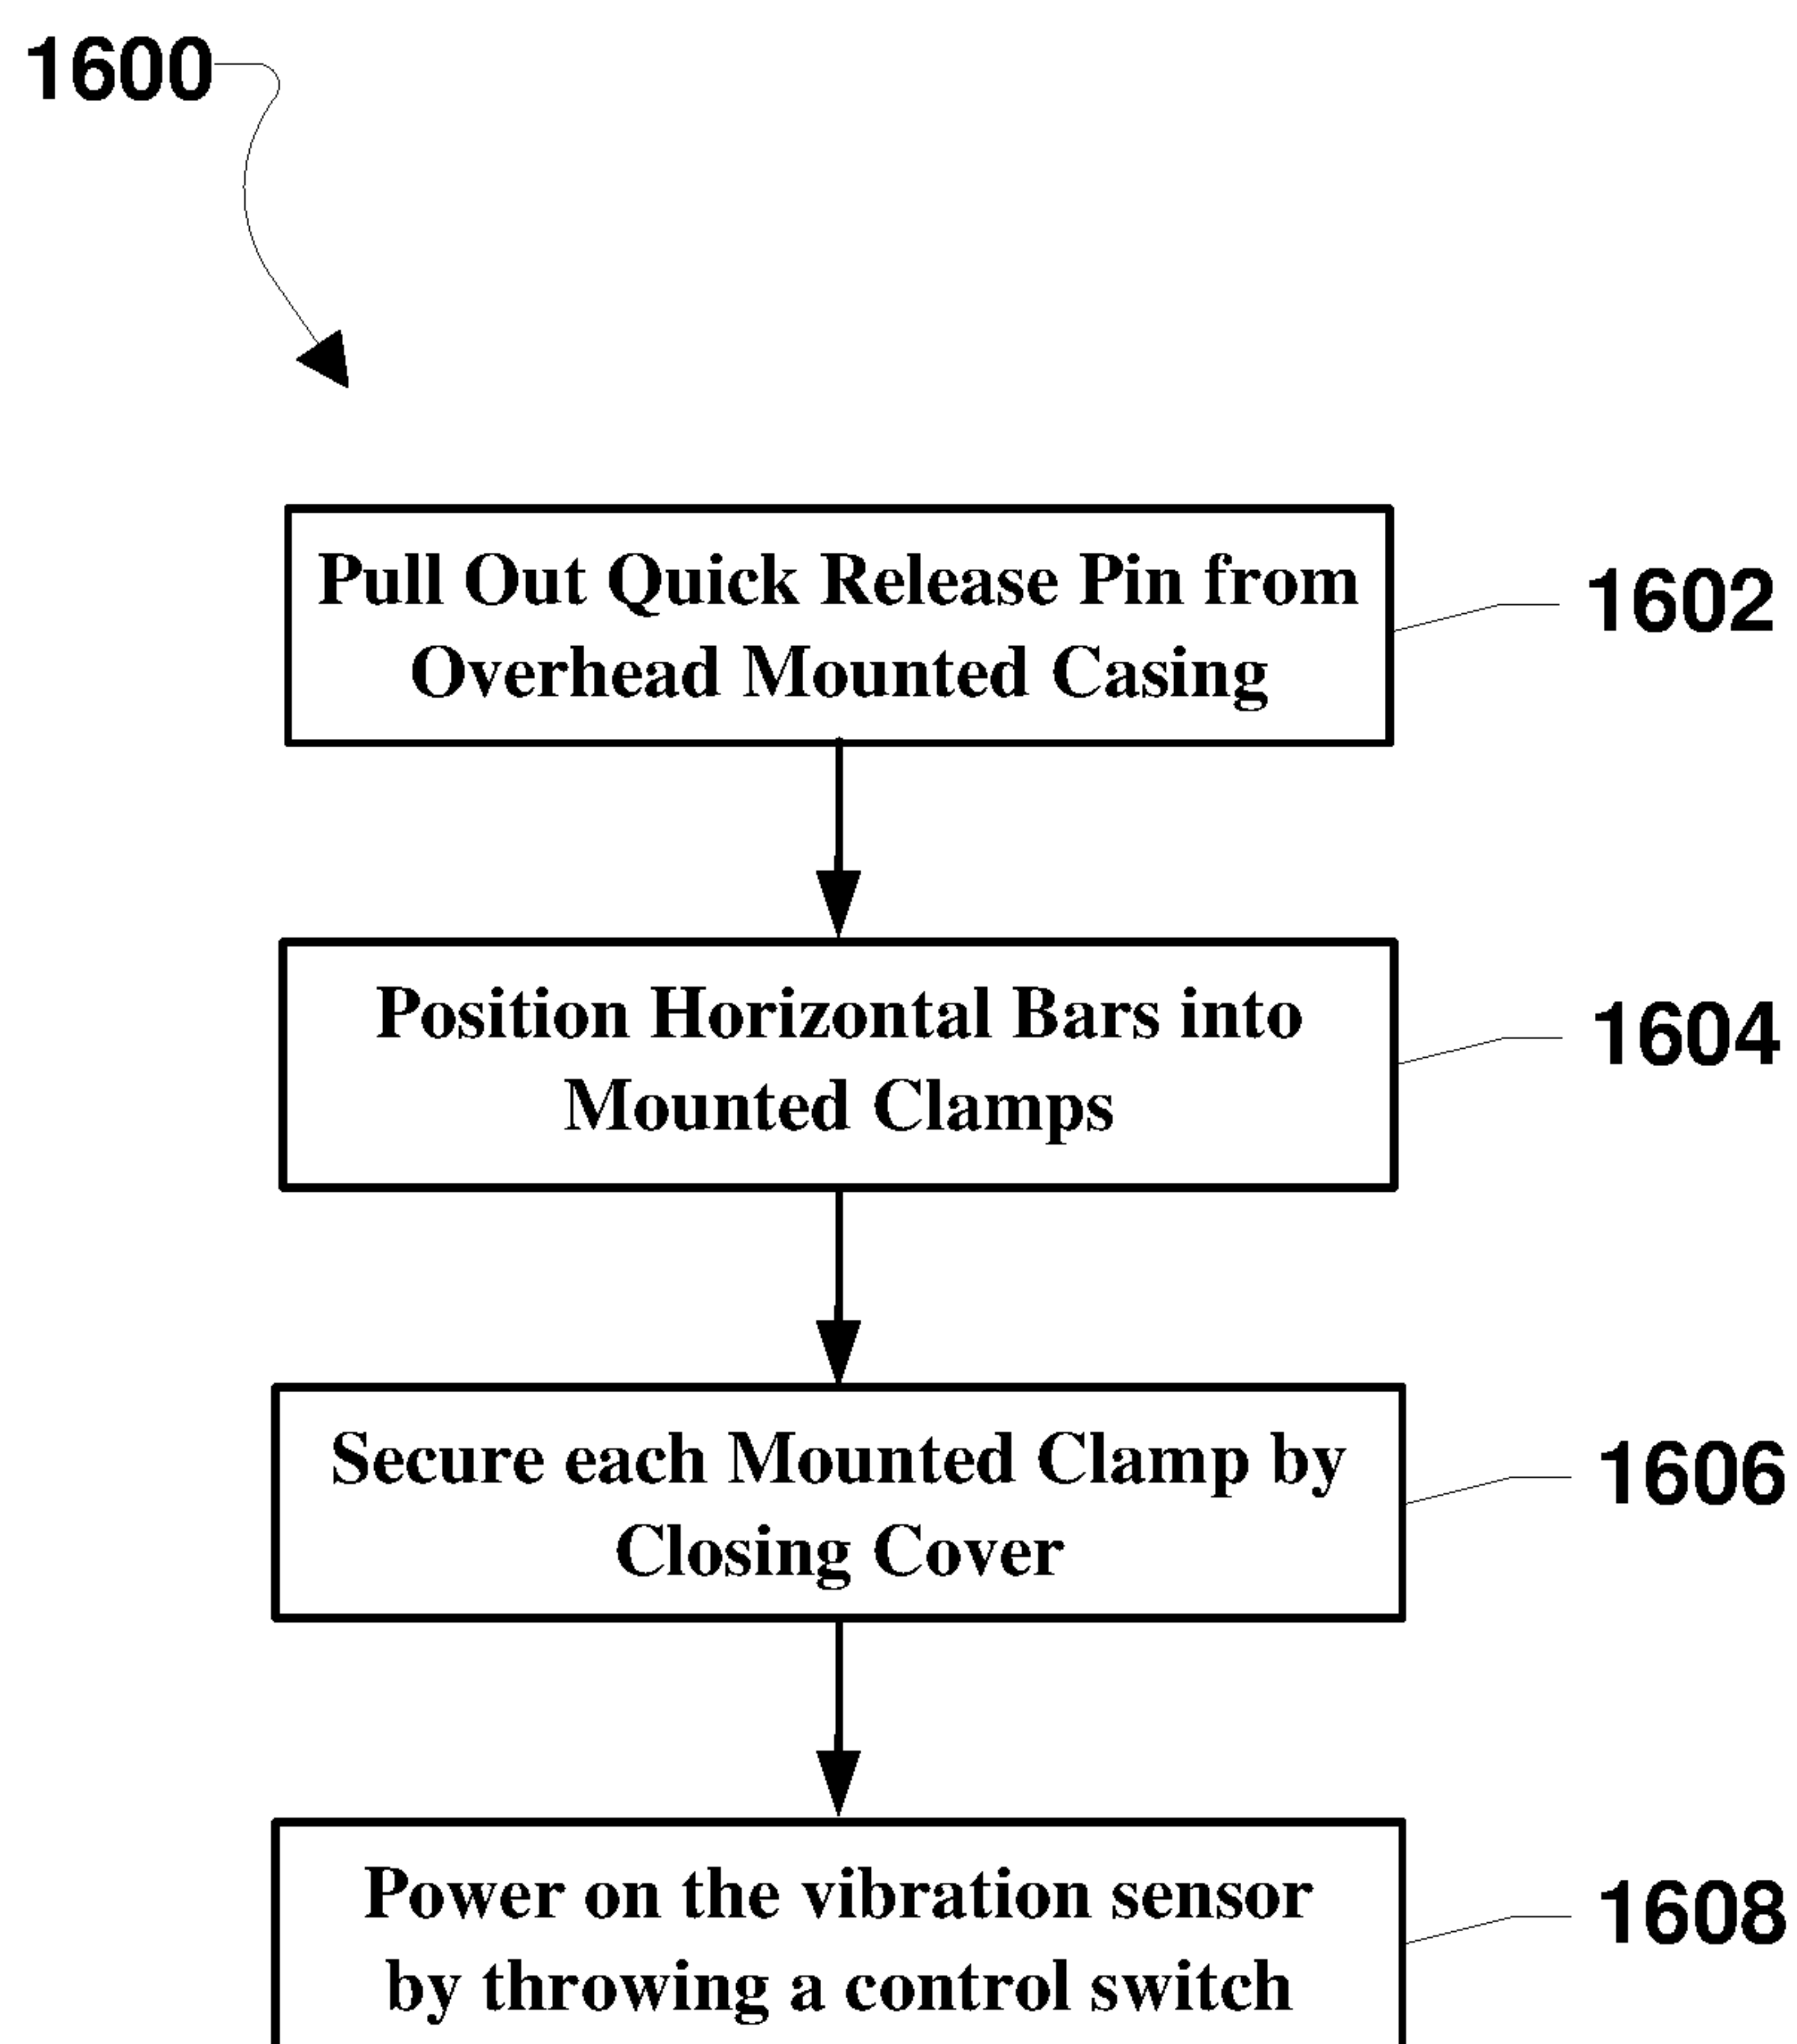 1600
Pull Out Quick Release Pin from
Overhead Mounted Casing
1602
Position Horizontal Bars into
Mounted Clamps
1604
Secure each Mounted Clamp by
Closing Cover
1606
Power on the vibration sensor
by throwing a control switch
1608